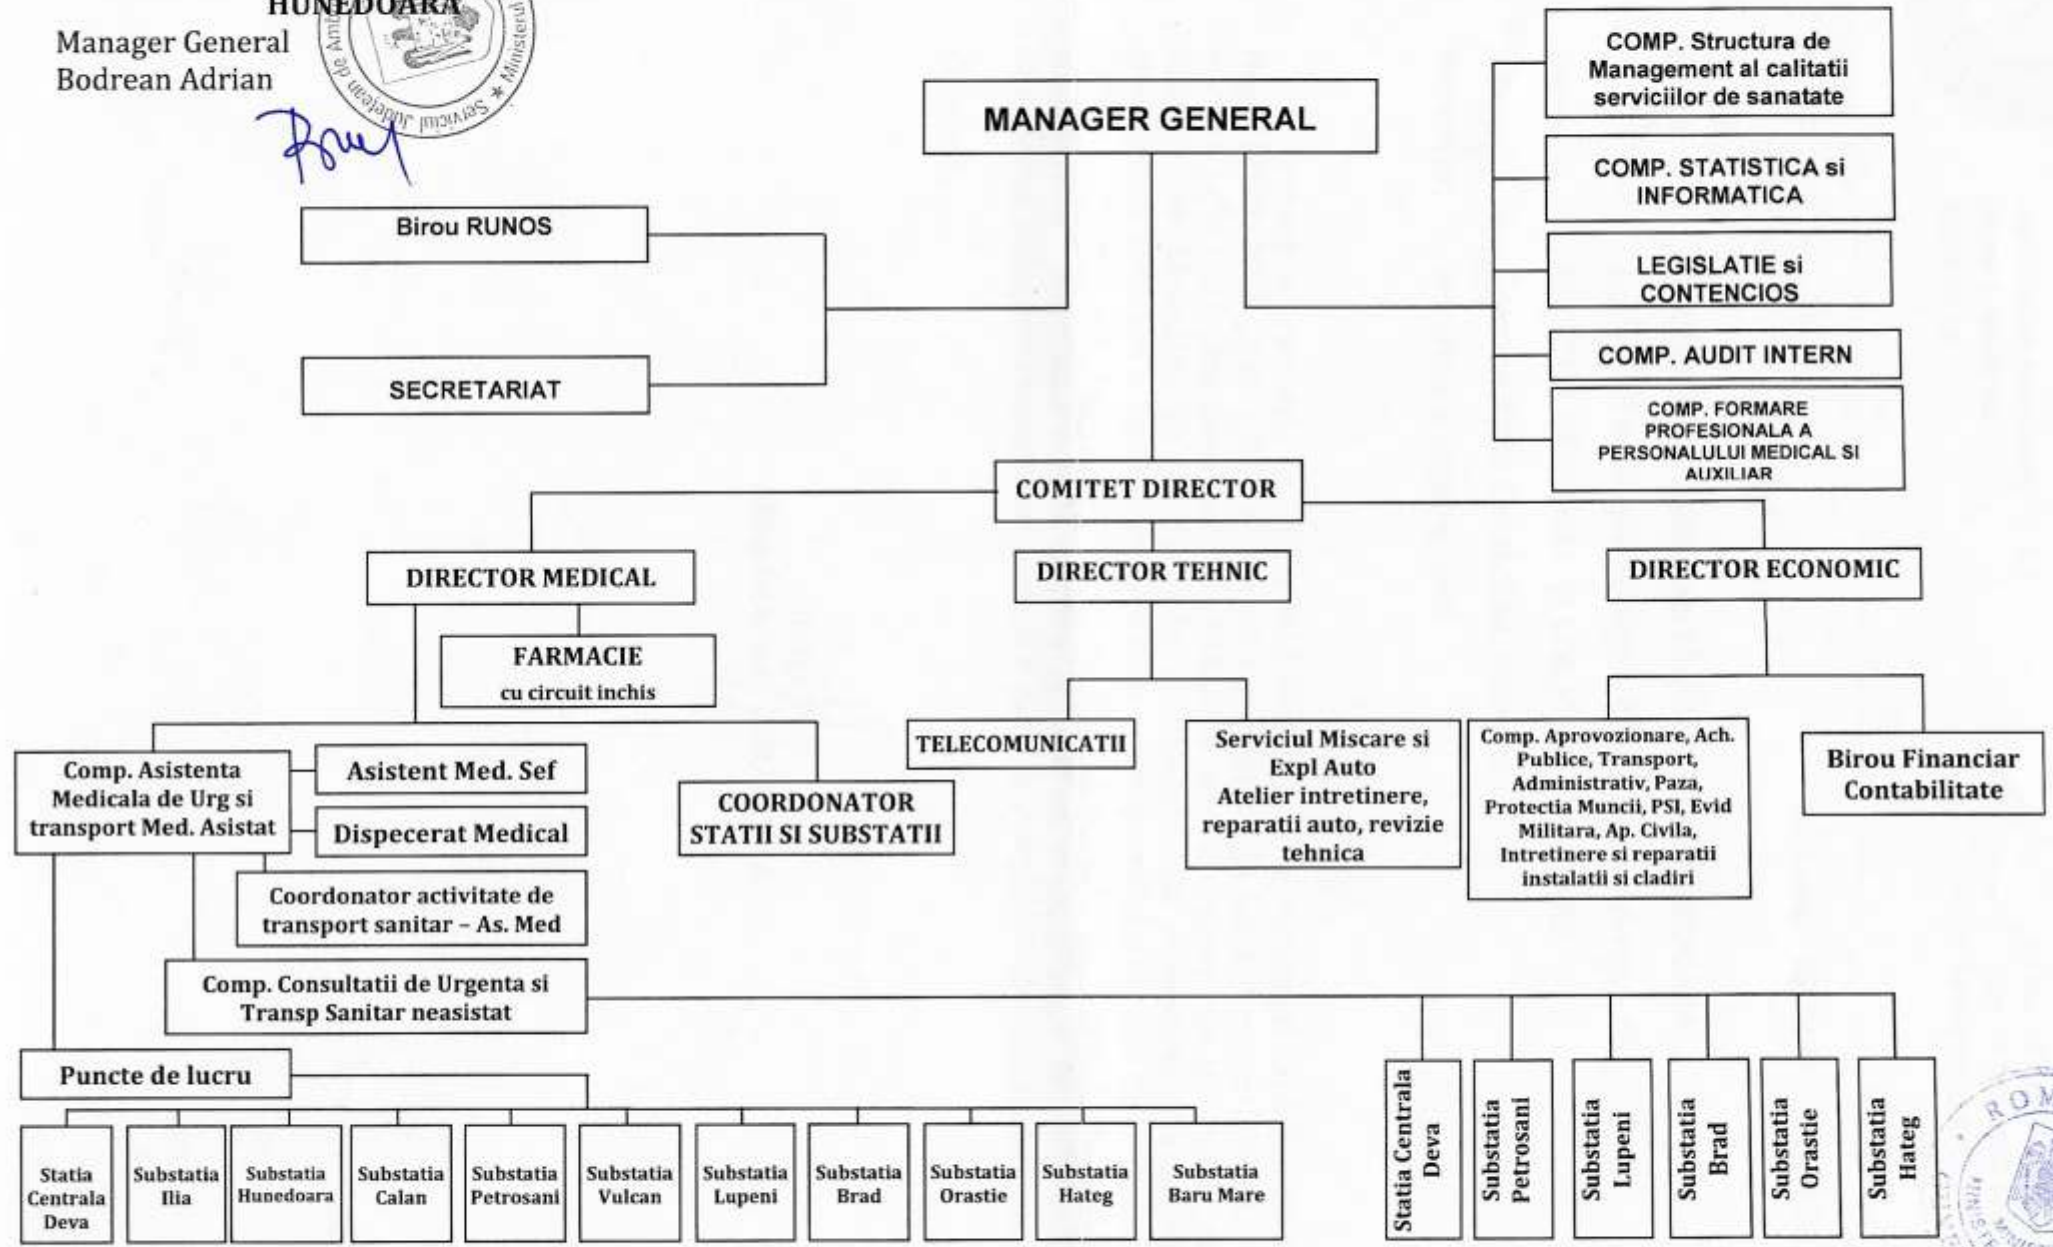 HUNEDOARA
Manager General
Bodrean Adrian
Serviciul Judetean de
Ministerul
MANAGER GENERAL
COMP. Structura de
Management al calitatii
serviciilor de sanatate
COMP. STATISTICA si
INFORMATICA
LEGISLATIE si
CONTENCIOS
COMP. AUDIT INTERN
COMP. FORMARE
PROFESIONALA A
PERSONALULUI MEDICAL SI
AUXILIAR
Birou RUNOS
SECRETARIAT
COMITET DIRECTOR
DIRECTOR MEDICAL
DIRECTOR TEHNIC
DIRECTOR ECONOMIC
FARMACIE
cu circuit inchis
Comp. Asistenta
Medicala de Urg si
transport Med. Asistat
Asistent Med. Sef
Dispecerat Medical
COORDONATOR
STATII SI SUBSTATII
TELECOMUNICATII
Serviciul Miscare si
Expl Auto
Atelier intretinere,
reparatii auto, revizie
tehnica
Comp. Aprovozionare, Ach.
Publice, Transport,
Administrativ, Paza,
Protectia Muncii, PSI, Evid
Militara, Ap. Civila,
Intretinere si reparatii
instalatii si cladiri
Birou Financiar
Contabilitate
Coordonator activitate de
transport sanitar – As. Med
Comp. Consultatii de Urgenta si
Transp Sanitar neasistat
Puncte de lucru
Statia
Centrala
Deva
Substatia
Ilia
Substatia
Hunedoara
Substatia
Calan
Substatia
Petrosani
Substatia
Vulcan
Substatia
Lupeni
Substatia
Brad
Substatia
Orastie
Substatia
Hateg
Substatia
Baru Mare
Statia Centrala
Deva
Substatia
Petrosani
Substatia
Lupeni
Substatia
Brad
Substatia
Orastie
Substatia
Hateg